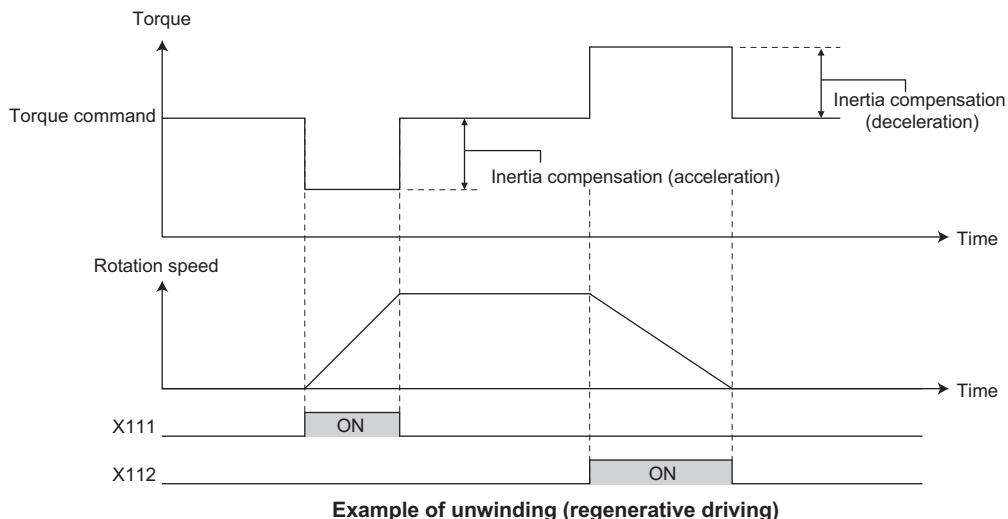 Torque
Torque command
Inertia compensation
(deceleration)
Inertia compensation (acceleration)
Time
Rotation speed
Time
X111
ON
X112
ON
Example of unwinding (regenerative driving)